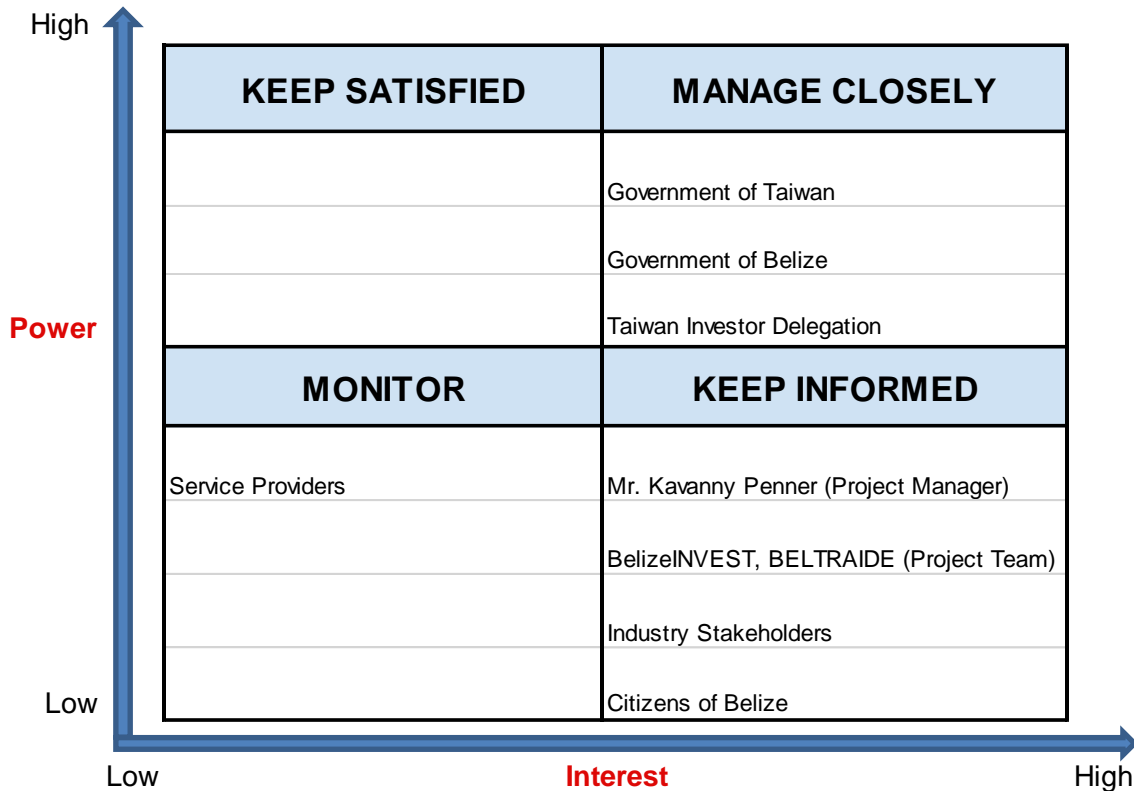 High
KEEP SATISFIED
MANAGE CLOSELY
Government of Taiwan
Government of Belize
Power
Taiwan Investor Delegation
MONITOR
KEEP INFORMED
Service Providers
Mr. Kavanny Penner (Project Manager)
BelizeINVEST, BELTRAIDE (Project Team)
Industry Stakeholders
Low
Citizens of Belize
Low
Interest
High